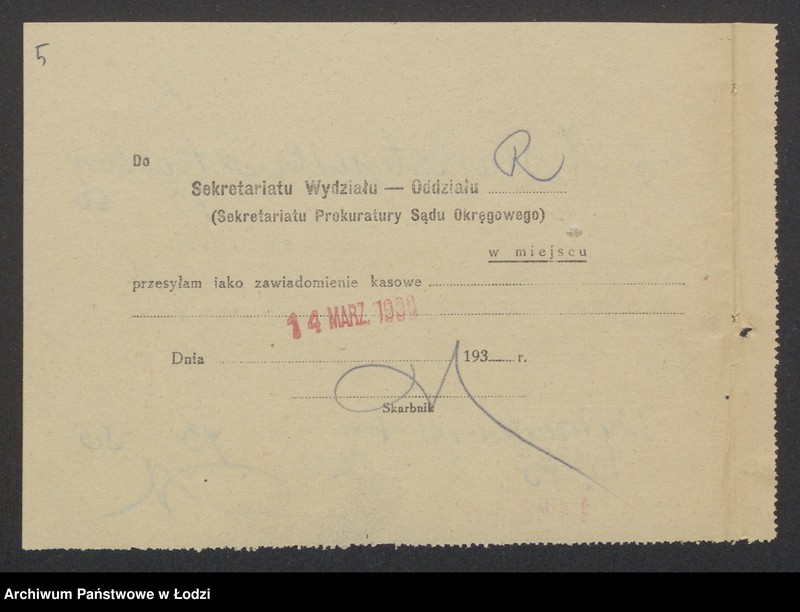 5
Do
Sekretariatu Wydziału — Oddziału R
(Sekretariatu Prokuratury Sądu Okręgowego)
w miejscu
przesyłam iako zawiadomienie kasowe
14 MARZ. 1939
Dnia 193 r.
Skarbnik
Archiwum Państwowe w Łodzi